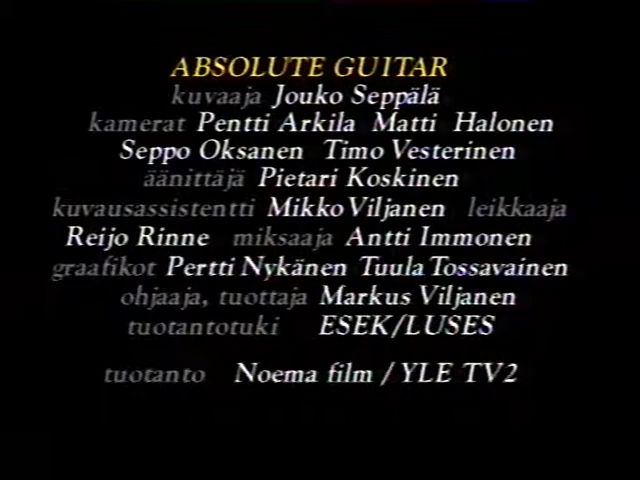 ABSOLUTE GUITAR
kuvaaja Jouko Seppälä
kamerat Pentti Arkila Matti Halonen
Seppo Oksanen Timo Vesterinen
äänittäjä Pietari Koskinen
kuvausassistentti Mikko Viljanen leikkaaja
Reijo Rinne miksaaja Antti Immonen
graafikot Pertti Nykänen Tuula Tossavainen
ohjaaja, tuottaja Markus Viljanen
tuotantotuki ESEK/LUSES
tuotanto Noema film / YLE TV2